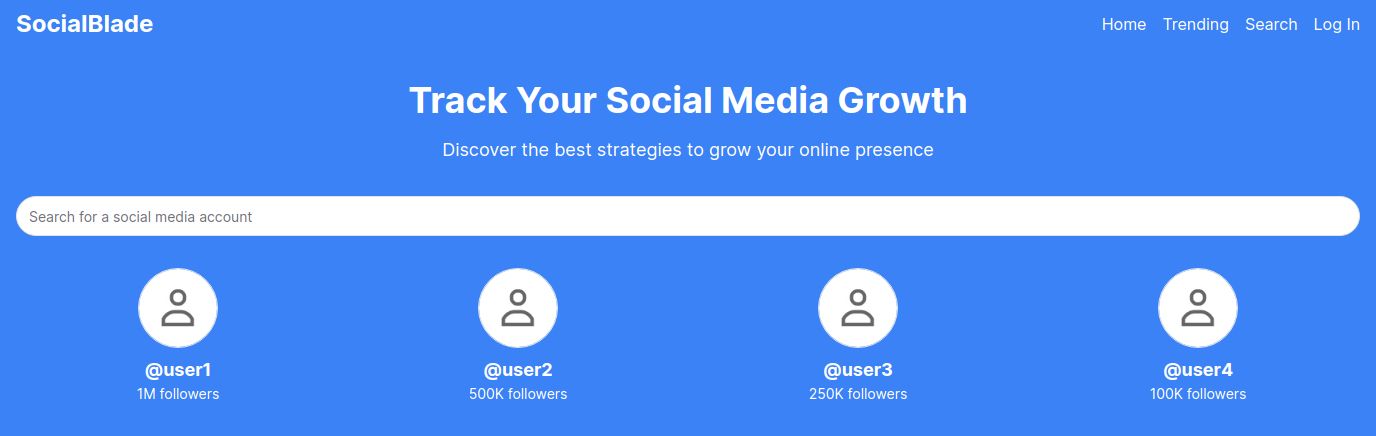 SocialBlade
Home Trending Search Log In
Track Your Social Media Growth
Discover the best strategies to grow your online presence
Search for a social media account
@user1 @user2 @user3 @user4
1M followers 500K followers 250K followers 100K followers